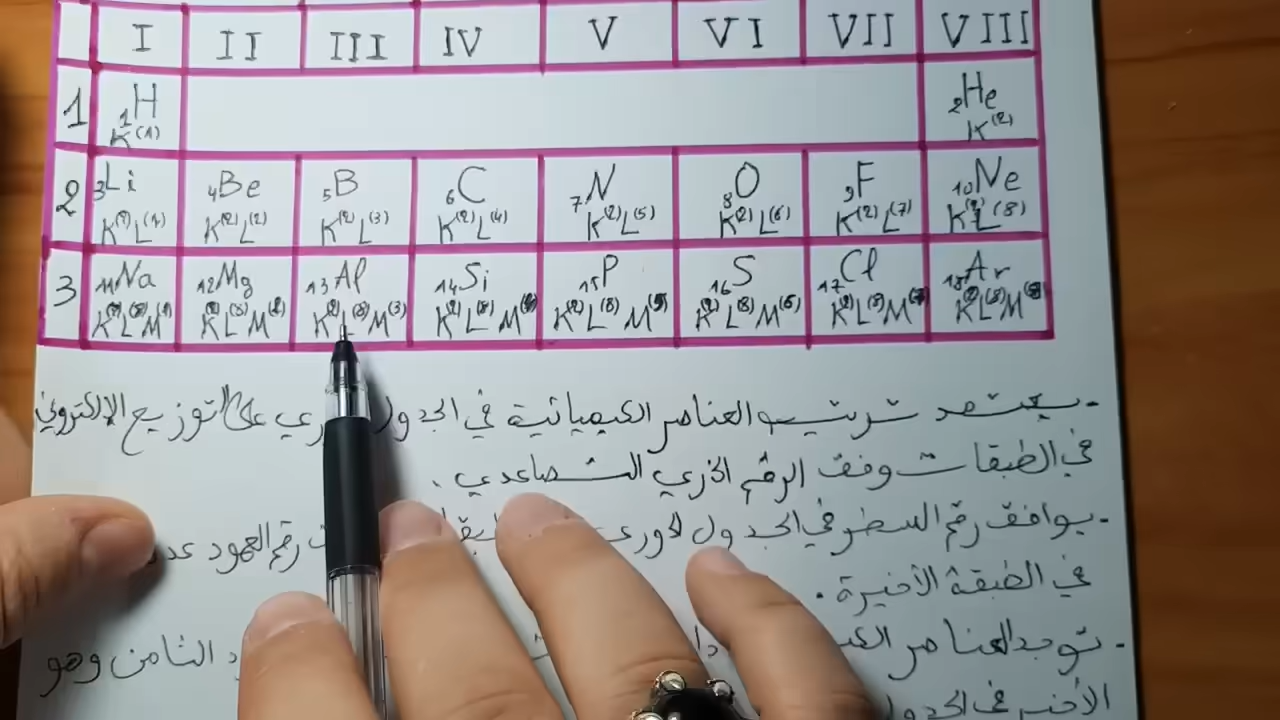 I II III IV V VI VII VIII
1 ₁H ₂He
K⁽¹⁾ K⁽²⁾
2 ₃Li ₄Be ₅B ₆C ₇N ₈O ₉F ₁₀Ne
K⁽²⁾L⁽¹⁾ K⁽²⁾L⁽²⁾ K⁽²⁾L⁽³⁾ K⁽²⁾L⁽⁴⁾ K⁽²⁾L⁽⁵⁾ K⁽²⁾L⁽⁶⁾ K⁽²⁾L⁽⁷⁾ K⁽²⁾L⁽⁸⁾
3 ₁₁Na ₁₂Mg ₁₃Al ₁₄Si ₁₅P ₁₆S ₁₇Cl ₁₈Ar
K⁽²⁾L⁽⁸⁾M⁽¹⁾ K⁽²⁾L⁽⁸⁾M⁽²⁾ K⁽²⁾L⁽⁸⁾M⁽³⁾ K⁽²⁾L⁽⁸⁾M⁽⁴⁾ K⁽²⁾L⁽⁸⁾M⁽⁵⁾ K⁽²⁾L⁽⁸⁾M⁽⁶⁾ K⁽²⁾L⁽⁸⁾M⁽⁷⁾ K⁽²⁾L⁽⁸⁾M⁽⁸⁾
- يعتمد ترتيب العناصر الكيميائية في الجدول على التوزيع الإلكتروني
في الطبقات وفق الرقم الذري التصاعدي .
- يوافق رقم السطر في الجدول رقم العمود
في الطبقة الأخيرة .
- توجد العناصر الثامن وهو
الأخير في